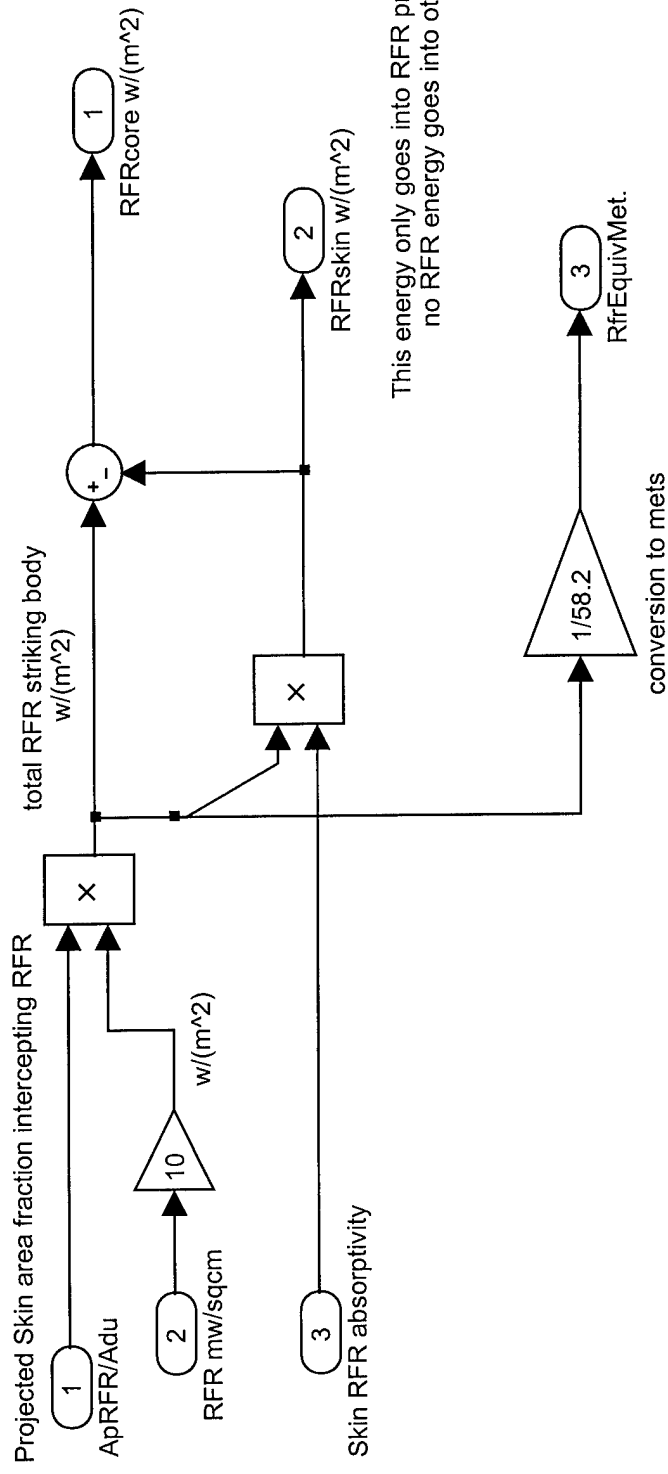 Projected Skin area fraction intercepting RFR
1
ApRFR/Adu
2
RFR mw/sqcm
10
w/(m^2)
3
Skin RFR absorptivity
×
total RFR striking body
w/(m^2)
×
+
-
1
RFRcore w/(m^2)
2
RFRskin w/(m^2)
This energy only goes into RFR
no RFR energy goes into
1/58.2
conversion to mets
3
RfrEquivMet.